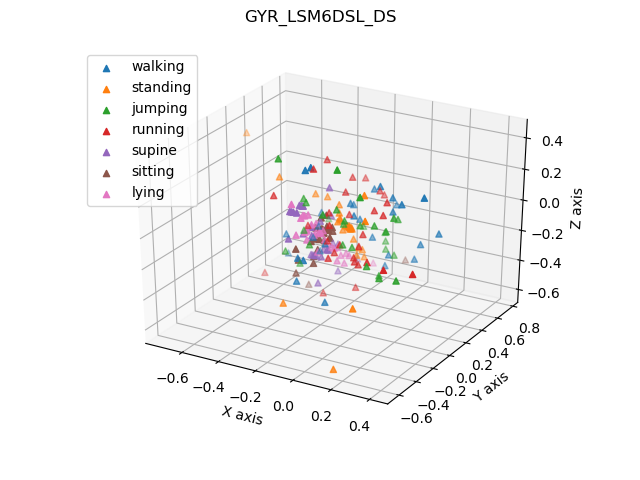 GYR_LSM6DSL_DS
walking
standing
jumping
running
supine
sitting
lying
0.4
0.2
0.0
−0.2
−0.4
−0.6
Z axis
0.8
0.6
0.4
0.2
0.0
−0.2
−0.4
−0.6
Y axis
−0.6
−0.4
−0.2
0.0
0.2
0.4
X axis